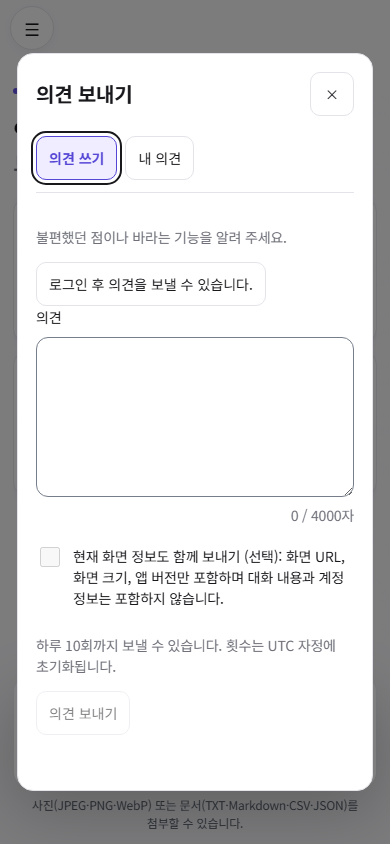 의견 보내기
×
의견 쓰기
내 의견
불편했던 점이나 바라는 기능을 알려 주세요.
로그인 후 의견을 보낼 수 있습니다.
의견
0 / 4000자
현재 화면 정보도 함께 보내기 (선택): 화면 URL,
화면 크기, 앱 버전만 포함하며 대화 내용과 계정
정보는 포함하지 않습니다.
하루 10회까지 보낼 수 있습니다. 횟수는 UTC 자정에
초기화됩니다.
의견 보내기
사진(JPEG·PNG·WebP) 또는 문서(TXT·Markdown·CSV·JSON)를
첨부할 수 있습니다.